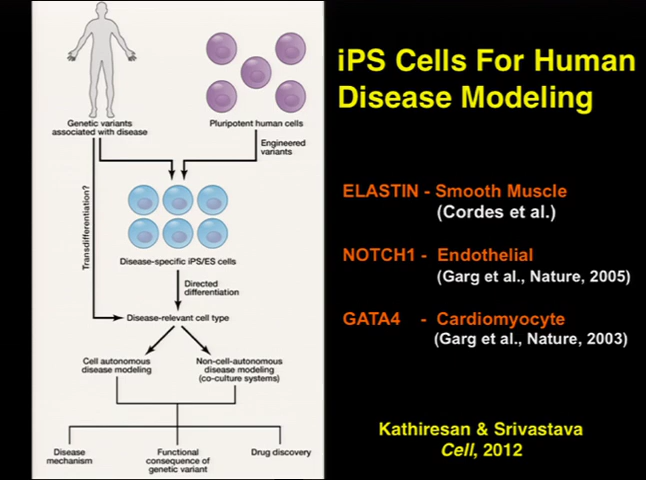 iPS Cells For Human
Disease Modeling
Genetic variants
associated with disease
Pluripotent human cells
Engineered
variants
Transdifferentiation?
Disease-specific iPS/ES cells
Directed
differentiation
Disease-relevant cell type
Cell autonomous
disease modeling
Non-cell-autonomous
disease modeling
(co-culture systems)
Disease
mechanism
Functional
consequence of
genetic variant
Drug discovery
ELASTIN - Smooth Muscle
(Cordes et al.)
NOTCH1 - Endothelial
(Garg et al., Nature, 2005)
GATA4 - Cardiomyocyte
(Garg et al., Nature, 2003)
Kathiresan & Srivastava
Cell, 2012